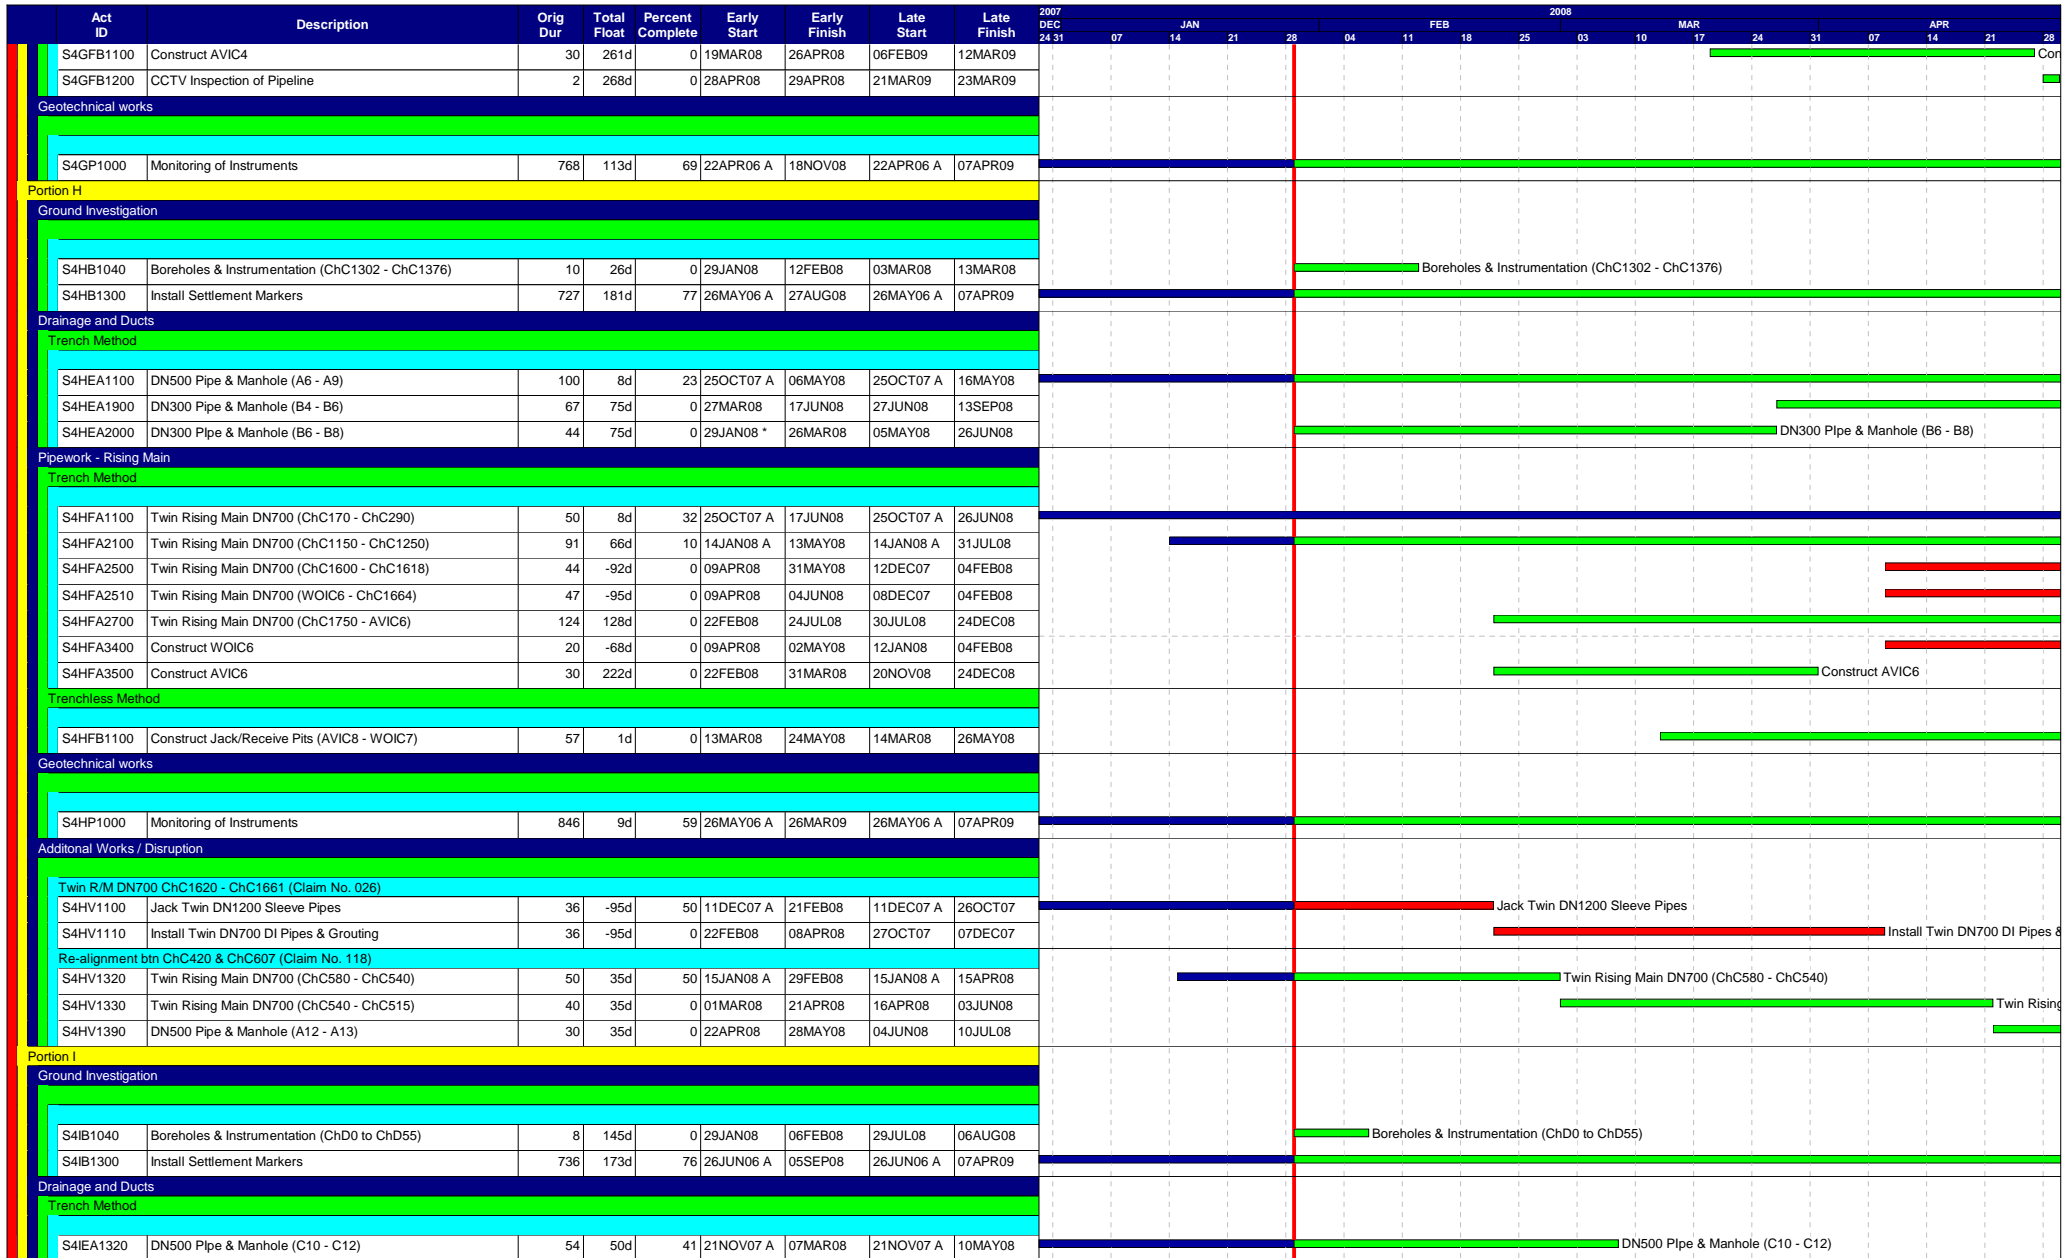 Act ID Description Orig Dur Total Float Percent Complete Early Start Early Finish Late Start Late Finish
2007 2008
DEC JAN FEB MAR APR
24 31 07 14 21 28 04 11 18 25 03 10 17 24 31 07 14 21 28
S4GFB1100 Construct AVIC4 30 261d 0 19MAR08 26APR08 06FEB09 12MAR09 Con
S4GFB1200 CCTV Inspection of Pipeline 2 268d 0 28APR08 29APR08 21MAR09 23MAR09
Geotechnical works
S4GP1000 Monitoring of Instruments 768 113d 69 22APR06 A 18NOV08 22APR06 A 07APR09
Portion H
Ground Investigation
S4HB1040 Boreholes & Instrumentation (ChC1302 - ChC1376) 10 26d 0 29JAN08 12FEB08 03MAR08 13MAR08 Boreholes & Instrumentation (ChC1302 - ChC1376)
S4HB1300 Install Settlement Markers 727 181d 77 26MAY06 A 27AUG08 26MAY06 A 07APR09
Drainage and Ducts
Trench Method
S4HEA1100 DN500 Pipe & Manhole (A6 - A9) 100 8d 23 25OCT07 A 06MAY08 25OCT07 A 16MAY08
S4HEA1900 DN300 Pipe & Manhole (B4 - B6) 67 75d 0 27MAR08 17JUN08 27JUN08 13SEP08
S4HEA2000 DN300 PIpe & Manhole (B6 - B8) 44 75d 0 29JAN08 * 26MAR08 05MAY08 26JUN08 DN300 PIpe & Manhole (B6 - B8)
Pipework - Rising Main
Trench Method
S4HFA1100 Twin Rising Main DN700 (ChC170 - ChC290) 50 8d 32 25OCT07 A 17JUN08 25OCT07 A 26JUN08
S4HFA2100 Twin Rising Main DN700 (ChC1150 - ChC1250) 91 66d 10 14JAN08 A 13MAY08 14JAN08 A 31JUL08
S4HFA2500 Twin Rising Main DN700 (ChC1600 - ChC1618) 44 -92d 0 09APR08 31MAY08 12DEC07 04FEB08
S4HFA2510 Twin Rising Main DN700 (WOIC6 - ChC1664) 47 -95d 0 09APR08 04JUN08 08DEC07 04FEB08
S4HFA2700 Twin Rising Main DN700 (ChC1750 - AVIC6) 124 128d 0 22FEB08 24JUL08 30JUL08 24DEC08
S4HFA3400 Construct WOIC6 20 -68d 0 09APR08 02MAY08 12JAN08 04FEB08
S4HFA3500 Construct AVIC6 30 222d 0 22FEB08 31MAR08 20NOV08 24DEC08 Construct AVIC6
Trenchless Method
S4HFB1100 Construct Jack/Receive Pits (AVIC8 - WOIC7) 57 1d 0 13MAR08 24MAY08 14MAR08 26MAY08
Geotechnical works
S4HP1000 Monitoring of Instruments 846 9d 59 26MAY06 A 26MAR09 26MAY06 A 07APR09
Additonal Works / Disruption
Twin R/M DN700 ChC1620 - ChC1661 (Claim No. 026)
S4HV1100 Jack Twin DN1200 Sleeve Pipes 36 -95d 50 11DEC07 A 21FEB08 11DEC07 A 26OCT07 Jack Twin DN1200 Sleeve Pipes
S4HV1110 Install Twin DN700 DI Pipes & Grouting 36 -95d 0 22FEB08 08APR08 27OCT07 07DEC07 Install Twin DN700 DI Pipes &
Re-alignment btn ChC420 & ChC607 (Claim No. 118)
S4HV1320 Twin Rising Main DN700 (ChC580 - ChC540) 50 35d 50 15JAN08 A 29FEB08 15JAN08 A 15APR08 Twin Rising Main DN700 (ChC580 - ChC540)
S4HV1330 Twin Rising Main DN700 (ChC540 - ChC515) 40 35d 0 01MAR08 21APR08 16APR08 03JUN08 Twin Rising
S4HV1390 DN500 Pipe & Manhole (A12 - A13) 30 35d 0 22APR08 28MAY08 04JUN08 10JUL08
Portion I
Ground Investigation
S4IB1040 Boreholes & Instrumentation (ChD0 to ChD55) 8 145d 0 29JAN08 06FEB08 29JUL08 06AUG08 Boreholes & Instrumentation (ChD0 to ChD55)
S4IB1300 Install Settlement Markers 736 173d 76 26JUN06 A 05SEP08 26JUN06 A 07APR09
Drainage and Ducts
Trench Method
S4IEA1320 DN500 PIpe & Manhole (C10 - C12) 54 50d 41 21NOV07 A 07MAR08 21NOV07 A 10MAY08 DN500 PIpe & Manhole (C10 - C12)